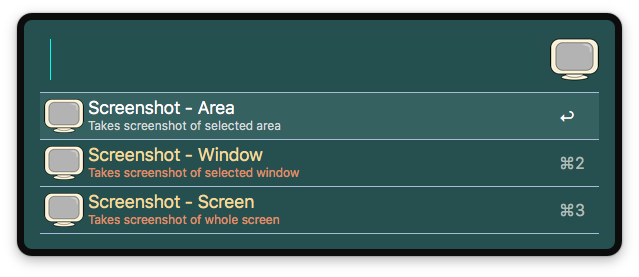 Screenshot - Area
Takes screenshot of selected area
↩
Screenshot - Window
Takes screenshot of selected window
⌘2
Screenshot - Screen
Takes screenshot of whole screen
⌘3